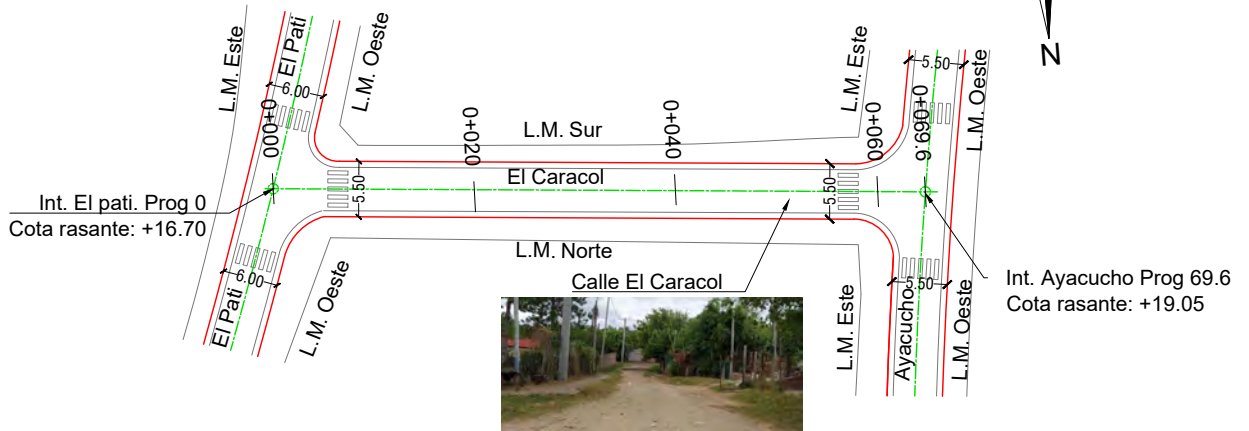 L.M. Este
El Pati
L.M. Oeste
6.00
0+000
L.M. Sur
0+020
0+040
L.M. Este
0+060
5.50
0+069.6
L.M. Oeste
N
El Caracol
5.50
5.50
Int. El pati. Prog 0
Cota rasante: +16.70
L.M. Norte
Calle El Caracol
6.00
El Pati
L.M. Oeste
L.M. Este
5.50
Ayacucho
L.M. Oeste
Int. Ayacucho Prog 69.6
Cota rasante: +19.05